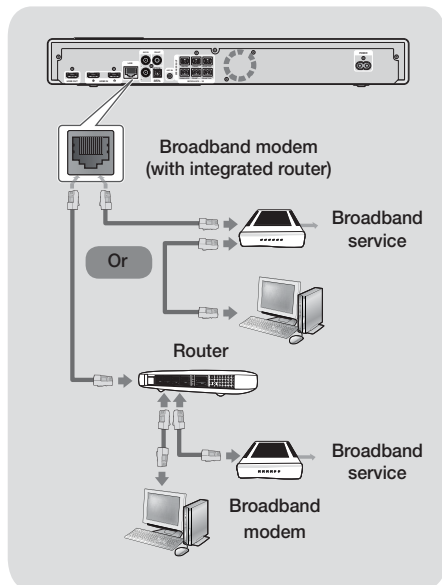 Broadband modem
(with integrated router)
Broadband
service
Or
Router
Broadband
service
Broadband
modem